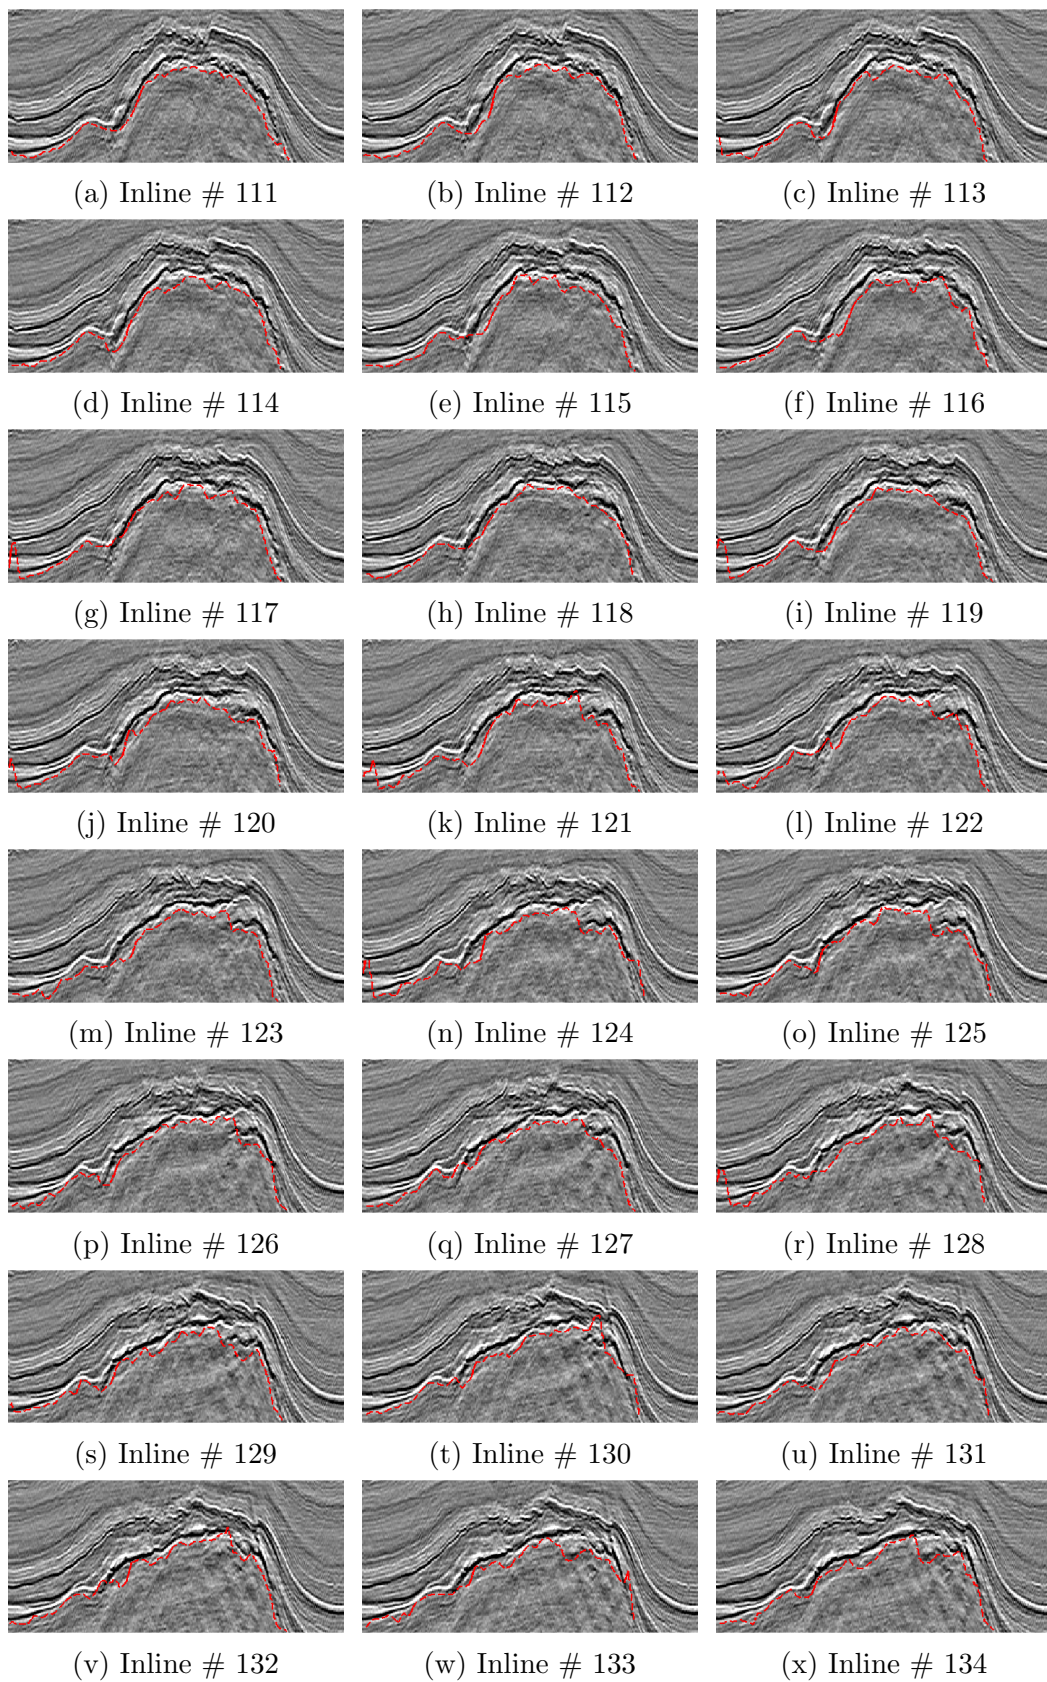 (a) Inline # 111
(b) Inline # 112
(c) Inline # 113
(d) Inline # 114
(e) Inline # 115
(f) Inline # 116
(g) Inline # 117
(h) Inline # 118
(i) Inline # 119
(j) Inline # 120
(k) Inline # 121
(l) Inline # 122
(m) Inline # 123
(n) Inline # 124
(o) Inline # 125
(p) Inline # 126
(q) Inline # 127
(r) Inline # 128
(s) Inline # 129
(t) Inline # 130
(u) Inline # 131
(v) Inline # 132
(w) Inline # 133
(x) Inline # 134